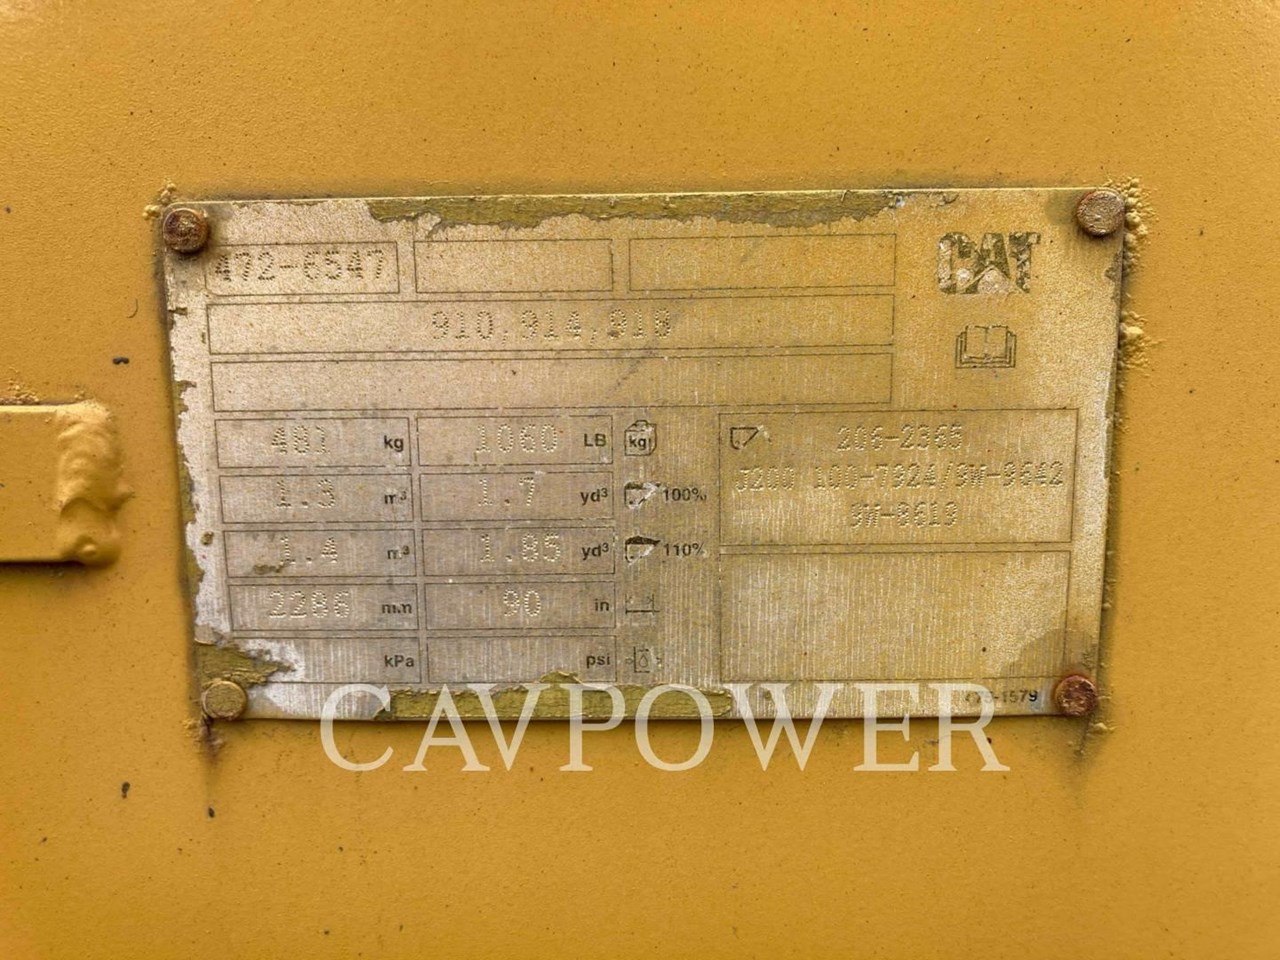 472-6547
CAT
910,914,918
481 kg 1060 LB kg
1.3 m³ 1.7 yd³ 100%
1.4 m³ 1.85 yd³ 110%
2286 mm 90 in
kPa psi
206-2365
J200 100-7924/9W-9642
9W-8619
CAVPOWER